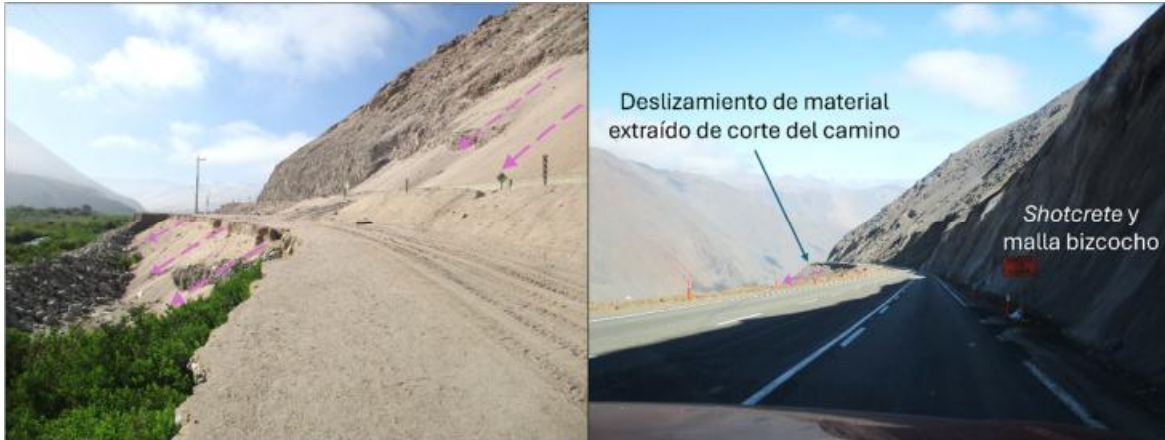 Deslizamiento de material
extraído de corte del camino
Shotcrete y
malla bizcocho